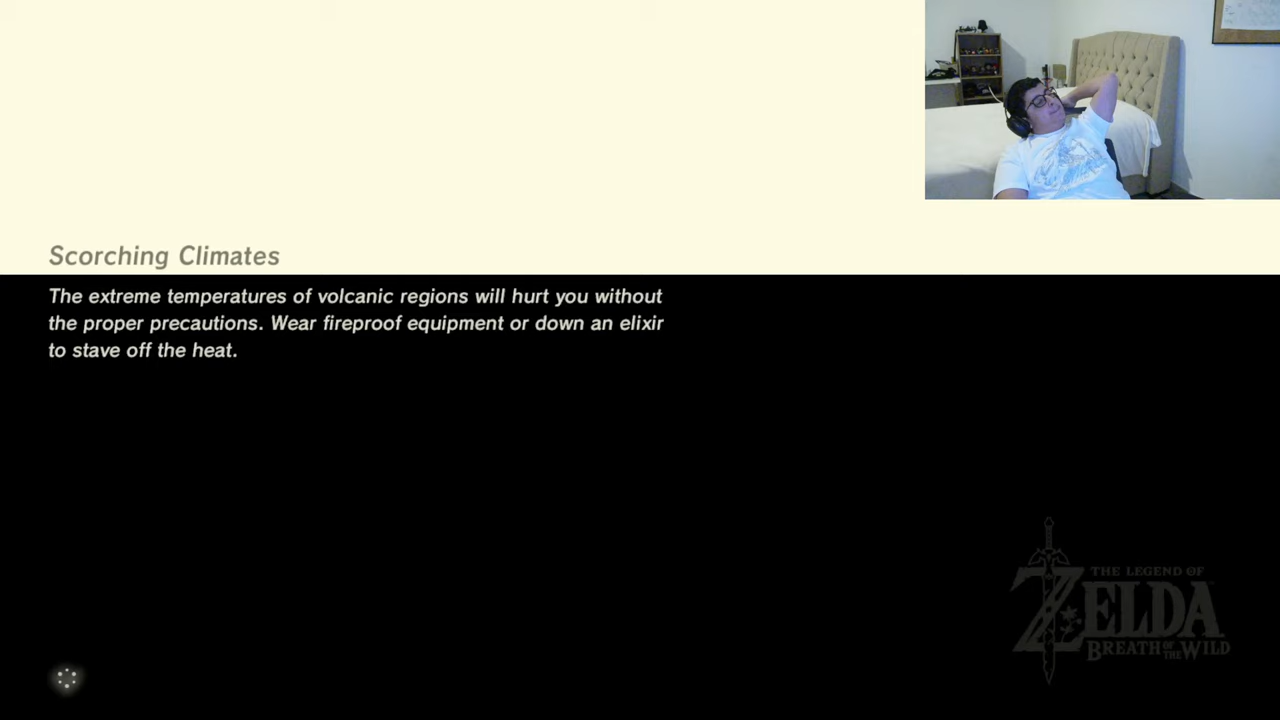 Scorching Climates
The extreme temperatures of volcanic regions will hurt you without
the proper precautions. Wear fireproof equipment or down an elixir
to stave off the heat.
THE LEGEND OF
ZELDA
BREATH OF THE WILD